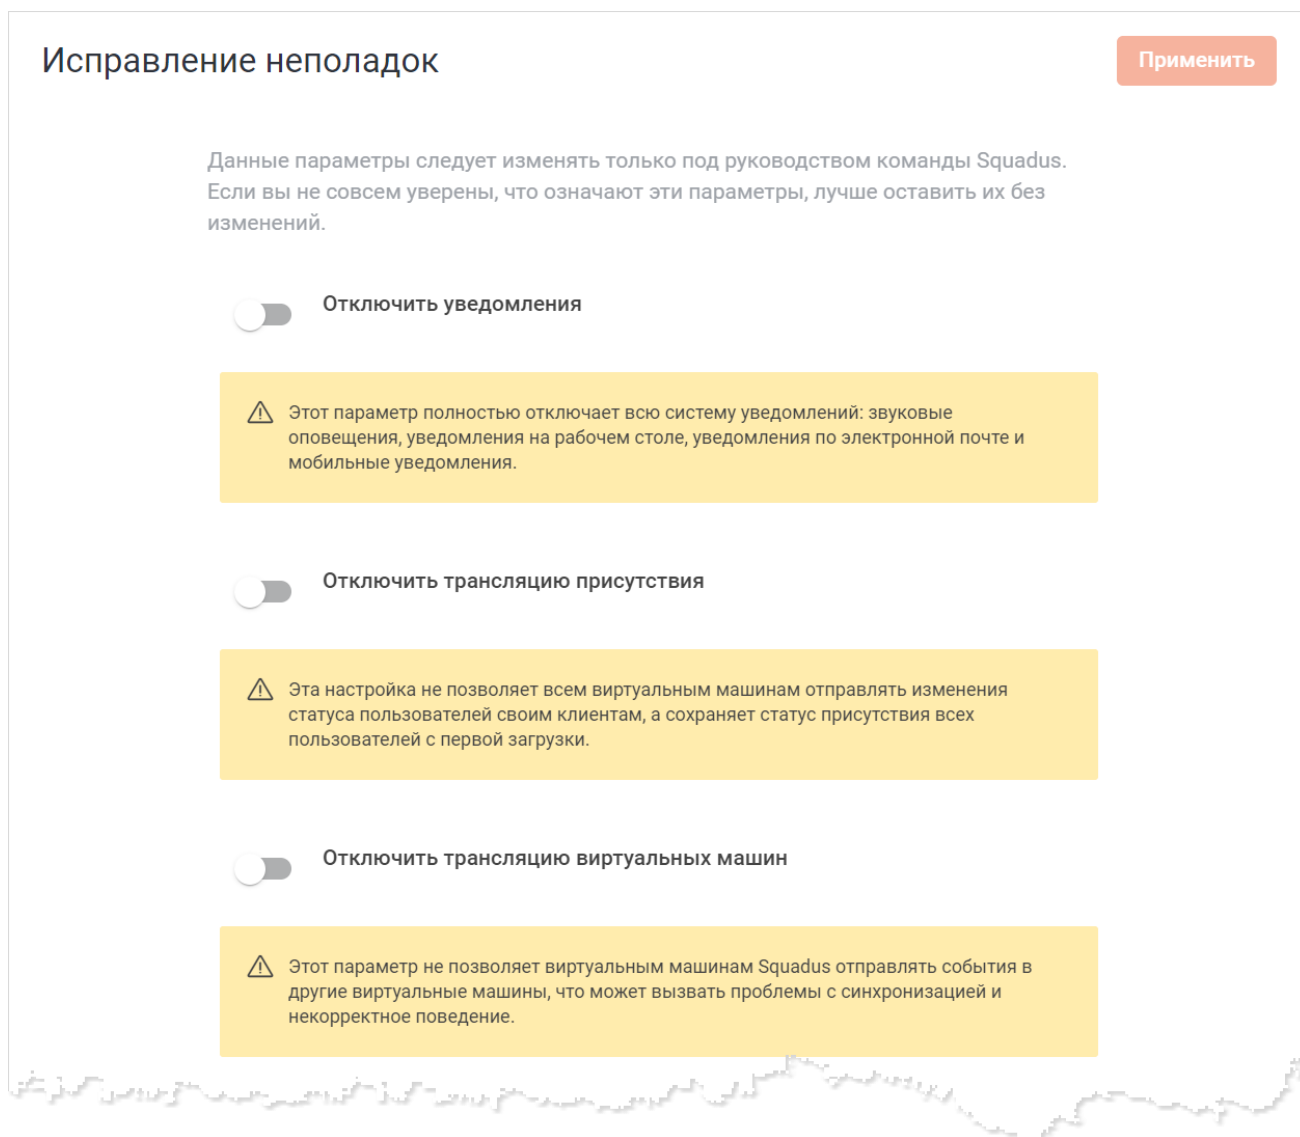 Исправление неполадок
Применить
Данные параметры следует изменять только под руководством команды Squadus.
Если вы не совсем уверены, что означают эти параметры, лучше оставить их без
изменений.
Отключить уведомления
Этот параметр полностью отключает всю систему уведомлений: звуковые
оповещения, уведомления на рабочем столе, уведомления по электронной почте и
мобильные уведомления.
Отключить трансляцию присутствия
Эта настройка не позволяет всем виртуальным машинам отправлять изменения
статуса пользователей своим клиентам, а сохраняет статус присутствия всех
пользователей с первой загрузки.
Отключить трансляцию виртуальных машин
Этот параметр не позволяет виртуальным машинам Squadus отправлять события в
другие виртуальные машины, что может вызвать проблемы с синхронизацией и
некорректное поведение.